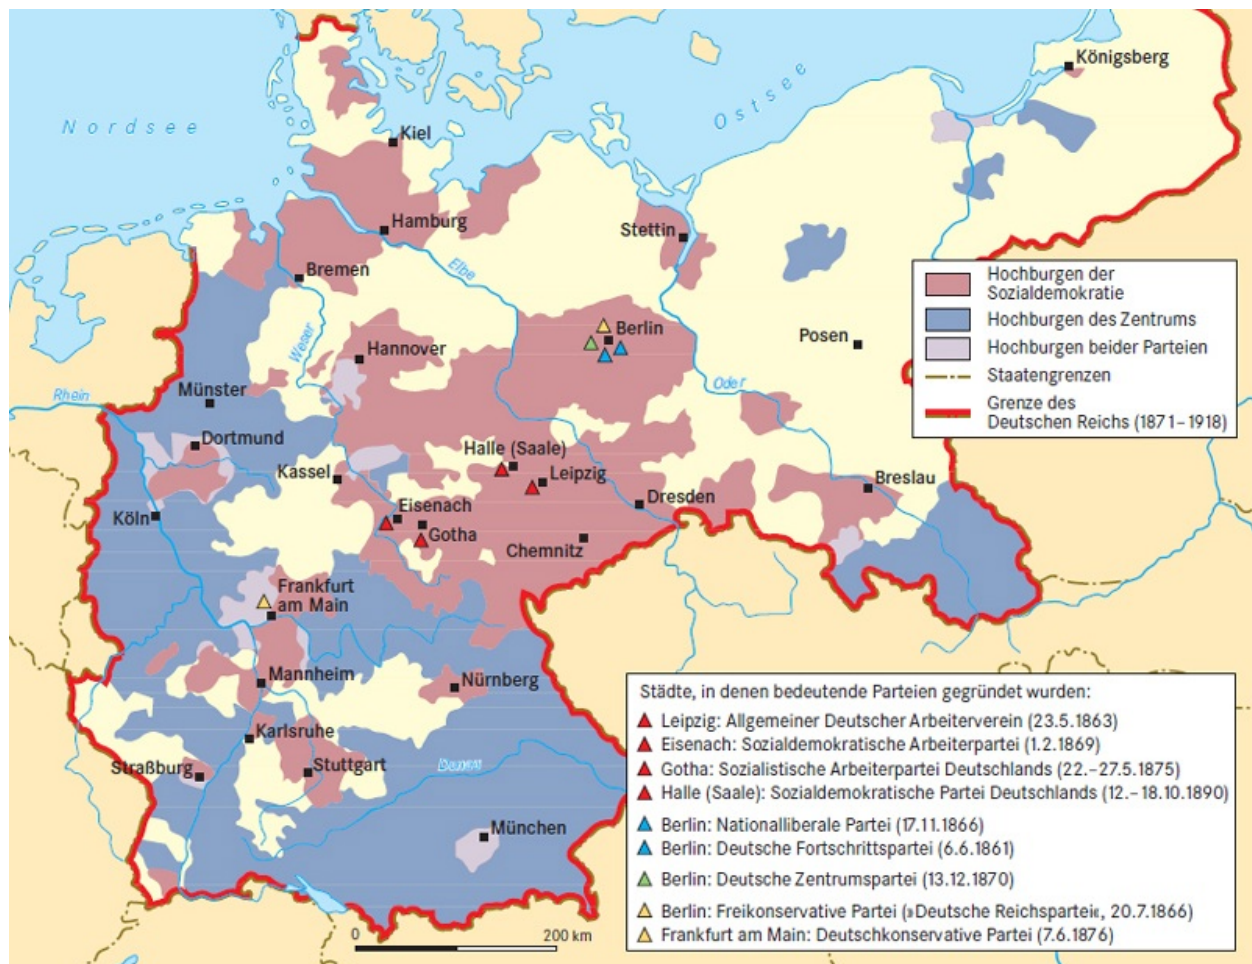 Königsberg
Nordsee
Ostsee
Kiel
Hamburg
Stettin
Elbe
Bremen
Hochburgen der
Sozialdemokratie
Hochburgen des Zentrums
Hochburgen beider Parteien
Staatengrenzen
Grenze des
Deutschen Reichs (1871–1918)
Berlin
Weser
Hannover
Posen
Oder
Rhein
Münster
Dortmund
Halle (Saale)
Kassel
Leipzig
Breslau
Dresden
Eisenach
Köln
Gotha
Chemnitz
Frankfurt
am Main
Mannheim
Nürnberg
Karlsruhe
Straßburg
Stuttgart
Donau
München
0
200 km
Städte, in denen bedeutende Parteien gegründet wurden:
Leipzig: Allgemeiner Deutscher Arbeiterverein (23.5.1863)
Eisenach: Sozialdemokratische Arbeiterpartei (1.2.1869)
Gotha: Sozialistische Arbeiterpartei Deutschlands (22.–27.5.1875)
Halle (Saale): Sozialdemokratische Partei Deutschlands (12.–18.10.1890)
Berlin: Nationalliberale Partei (17.11.1866)
Berlin: Deutsche Fortschrittspartei (6.6.1861)
Berlin: Deutsche Zentrumspartei (13.12.1870)
Berlin: Freikonservative Partei (»Deutsche Reichspartei«, 20.7.1866)
Frankfurt am Main: Deutschkonservative Partei (7.6.1876)